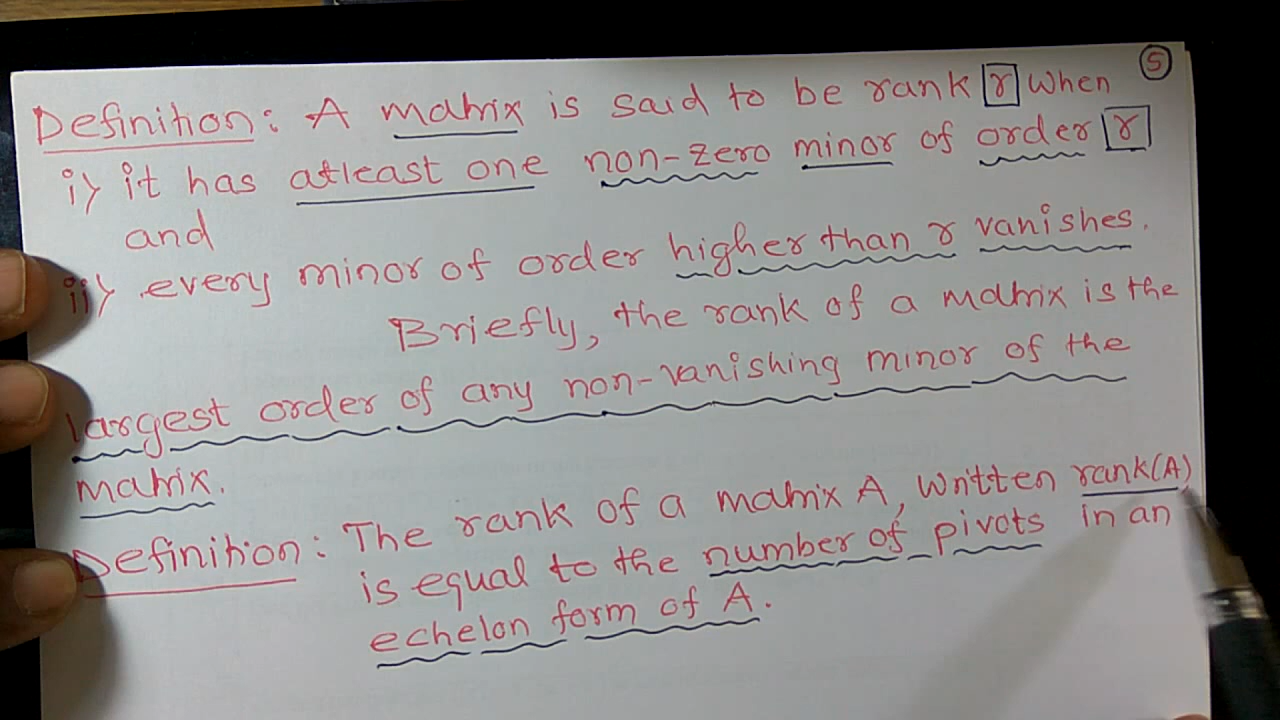 5
Definition: A matrix is said to be rank r when
i) it has atleast one non-zero minor of order r
and
ii) every minor of order higher than r vanishes.
Briefly, the rank of a matrix is the
largest order of any non-vanishing minor of the
matrix.
Definition: The rank of a matrix A, written rank(A)
is equal to the number of pivots in an
echelon form of A.